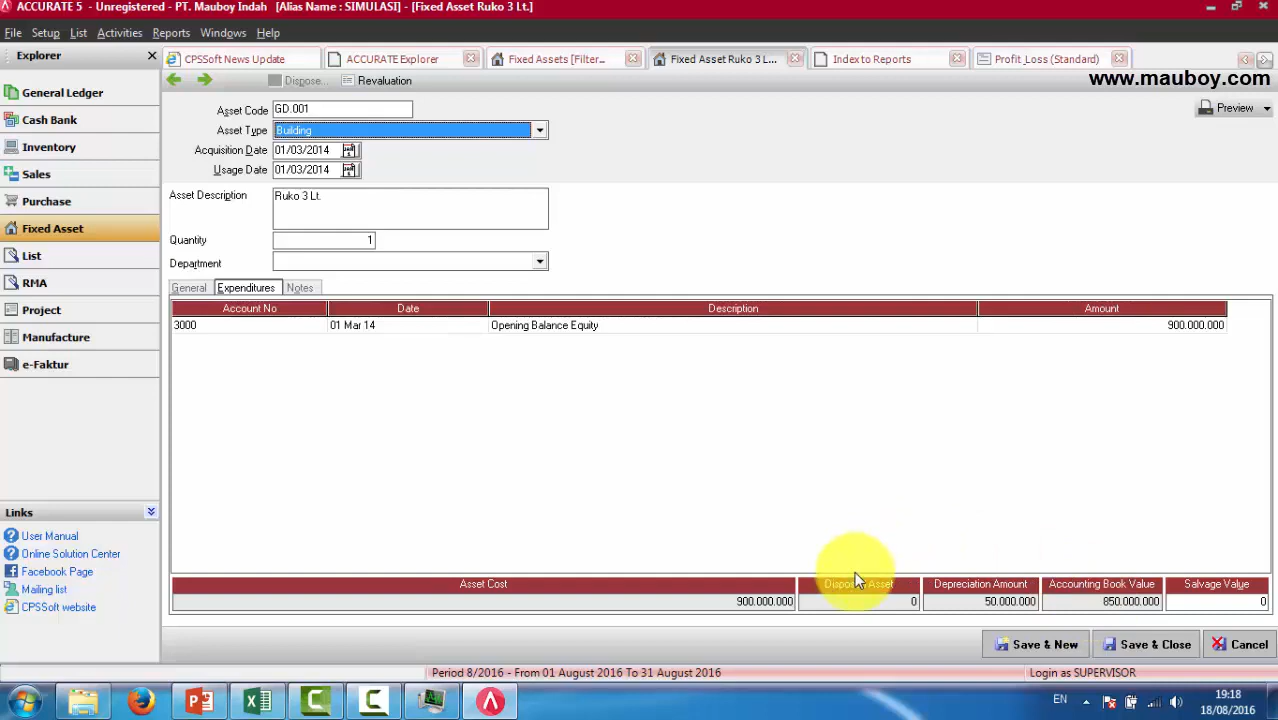 ACCURATE 5 - Unregistered - PT. Mauboy Indah [Alias Name : SIMULASI] - [Fixed Asset Ruko 3 Lt.]
File Setup List Activities Reports Windows Help
Explorer
CPSSoft News Update
ACCURATE Explorer
Fixed Assets [Filter...
Fixed Asset Ruko 3 L...
Index to Reports
Profit_Loss (Standard)
www.mauboy.com
Dispose...
Revaluation
Preview
General Ledger
Cash Bank
Inventory
Sales
Purchase
Fixed Asset
List
RMA
Project
Manufacture
e-Faktur
Asset Code GD.001
Asset Type Building
Acquisition Date 01/03/2014
Usage Date 01/03/2014
Asset Description Ruko 3 Lt.
Quantity 1
Department
General Expenditures Notes
Account No Date Description Amount
3000 01 Mar 14 Opening Balance Equity 900.000.000
Links
User Manual
Online Solution Center
Facebook Page
Mailing list
CPSSoft website
Asset Cost Disposed Asset Depreciation Amount Accounting Book Value Salvage Value
900.000.000 0 50.000.000 850.000.000 0
Save & New Save & Close Cancel
Period 8/2016 - From 01 August 2016 To 31 August 2016
Login as SUPERVISOR
EN
19:18
18/08/2016